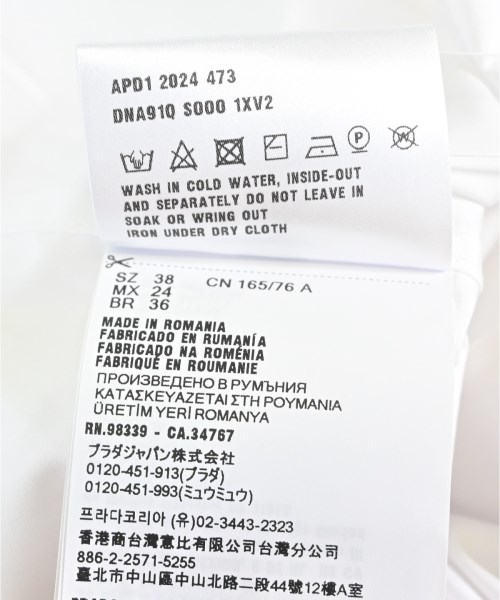 APD1 2024 473
DNA91Q S000 1XV2
P W
WASH IN COLD WATER, INSIDE-OUT
AND SEPARATELY DO NOT LEAVE IN
SOAK OR WRING OUT
IRON UNDER DRY CLOTH
SZ 38 CN 165/76 A
MX 24
BR 36
MADE IN ROMANIA
FABRICADO EN RUMANÍA
FABRICADO NA ROMÉNIA
FABRIQUÉ EN ROUMANIE
ПРОИЗВЕДЕНО В РУМЪНИЯ
ΚΑΤΑΣΚΕΥΑΖΕΤΑΙ ΣΤΗ ΡΟΥΜΑΝΙΑ
ÜRETİM YERİ ROMANYA
RN.98339 - CA.34767
プラダジャパン株式会社
0120-451-913(プラダ)
0120-451-993(ミュウミュウ)
프라다코리아 (유)02-3443-2323
香港商台灣意比有限公司台灣分公司
886-2-2571-5255
臺北市中山區中山北路二段44號12樓A室